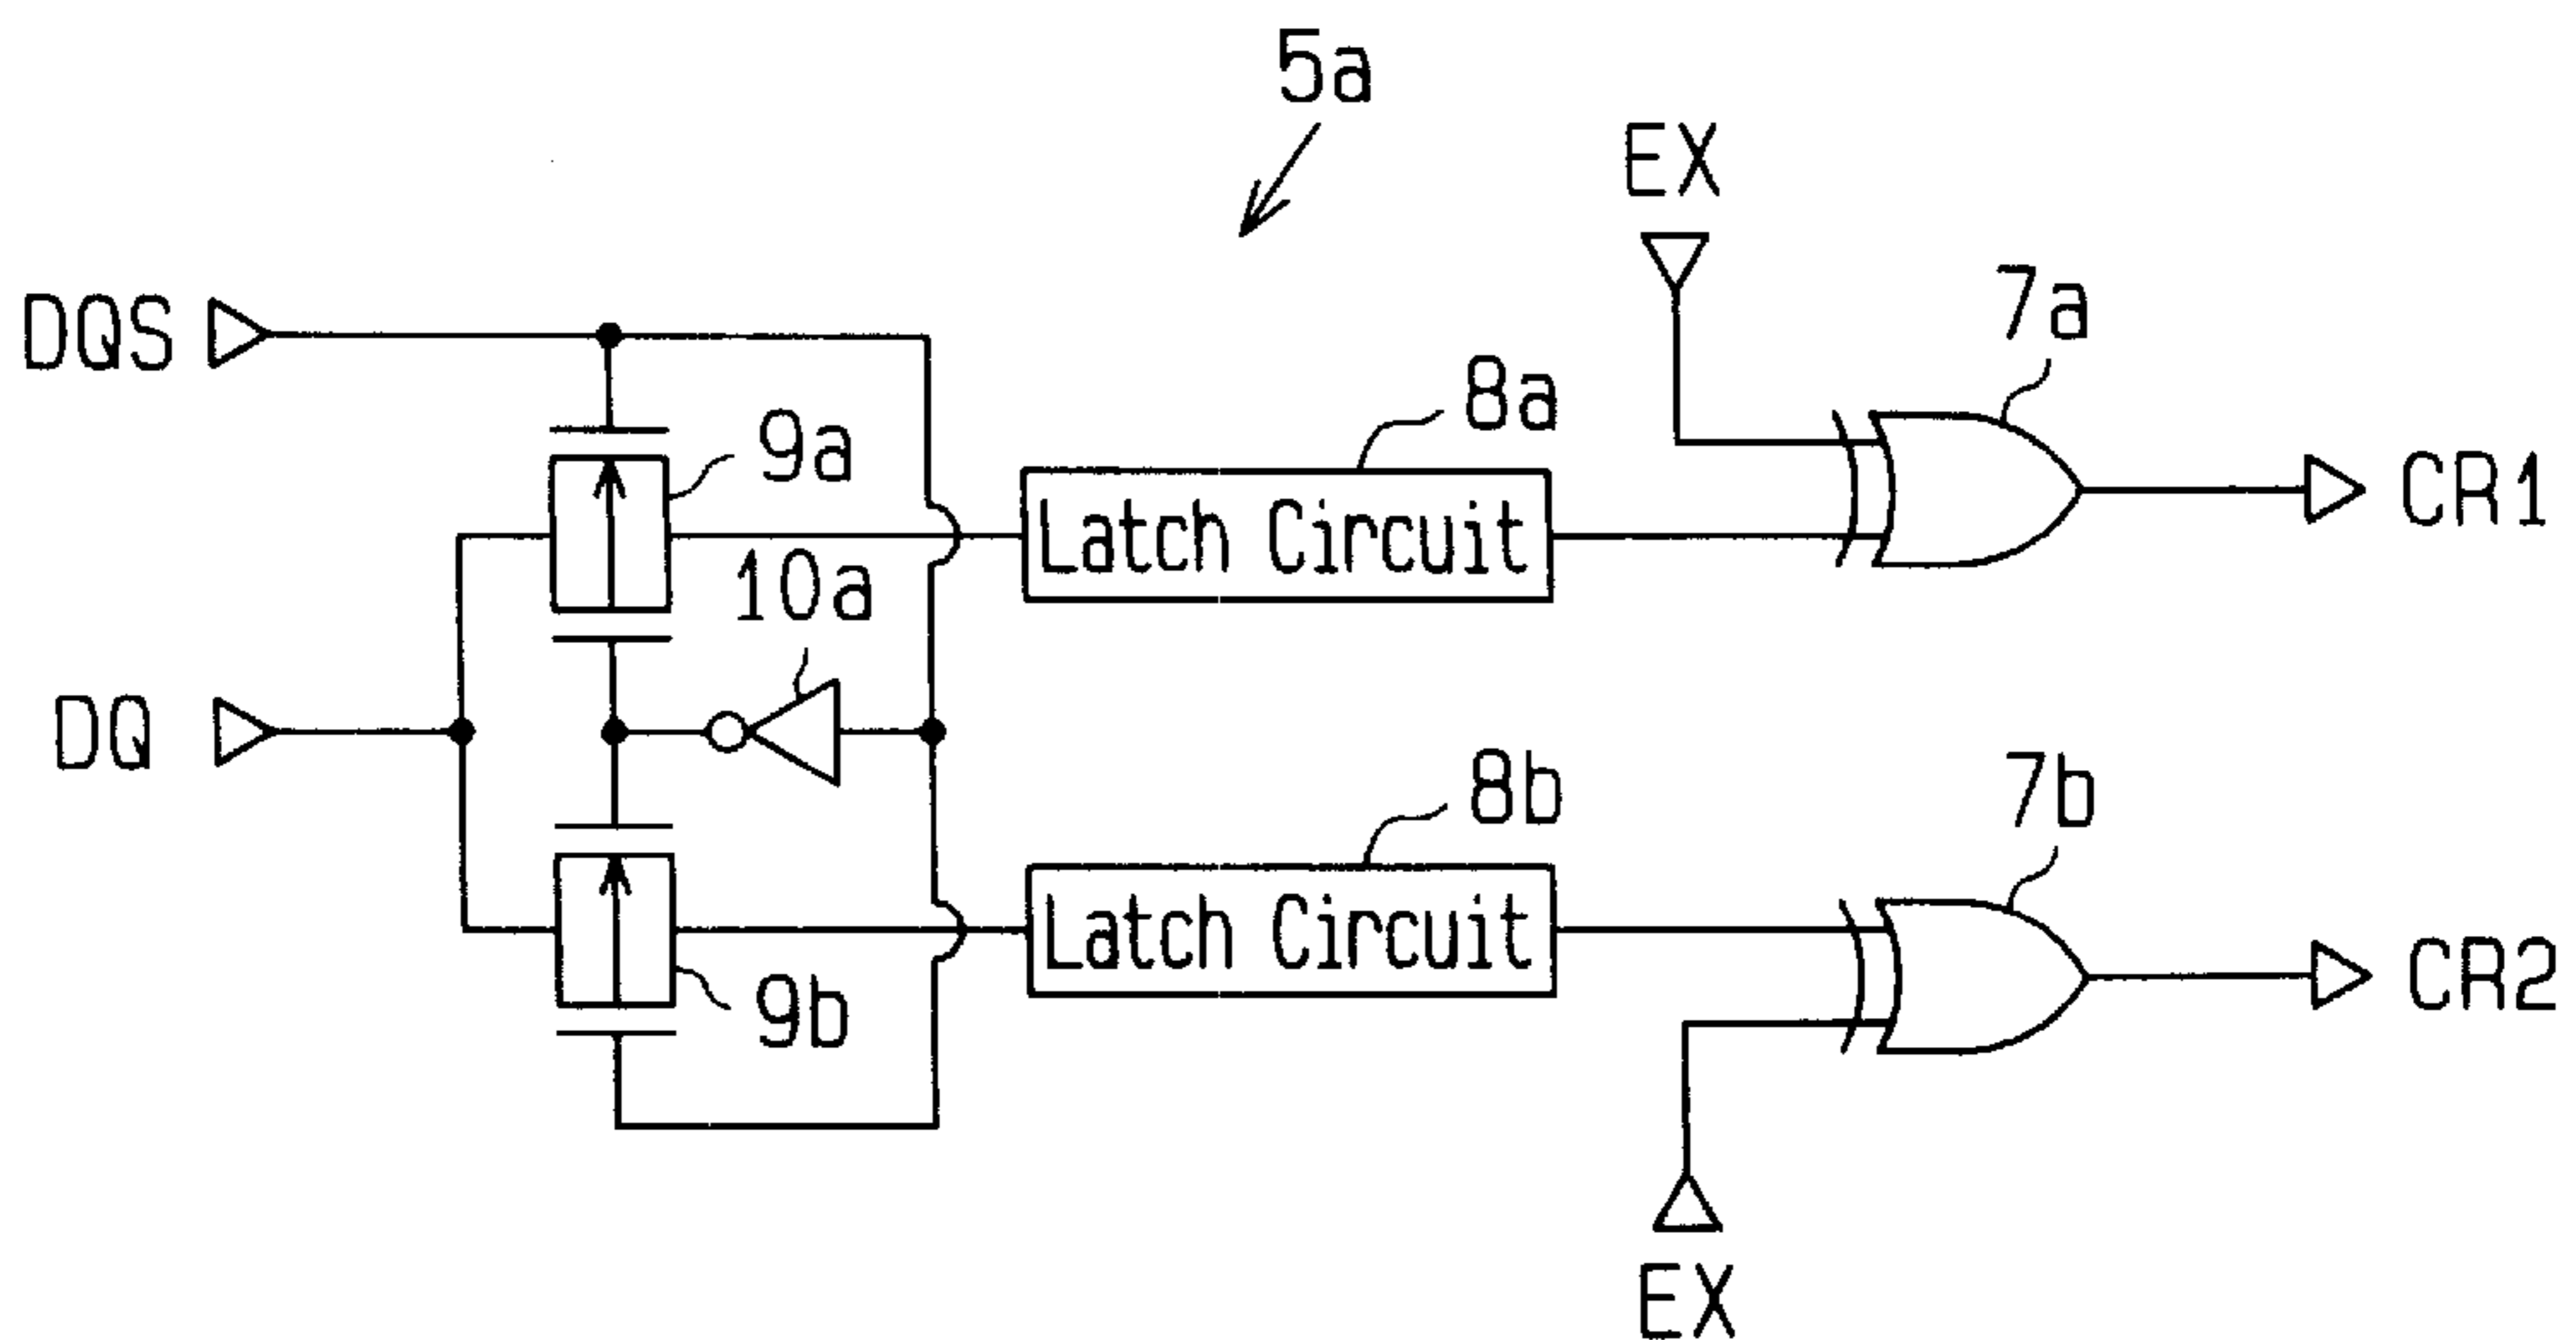 5a
EX
7a
DQS
8a
9a
Latch Circuit
CR1
10a
DQ
8b
7b
Latch Circuit
9b
CR2
EX